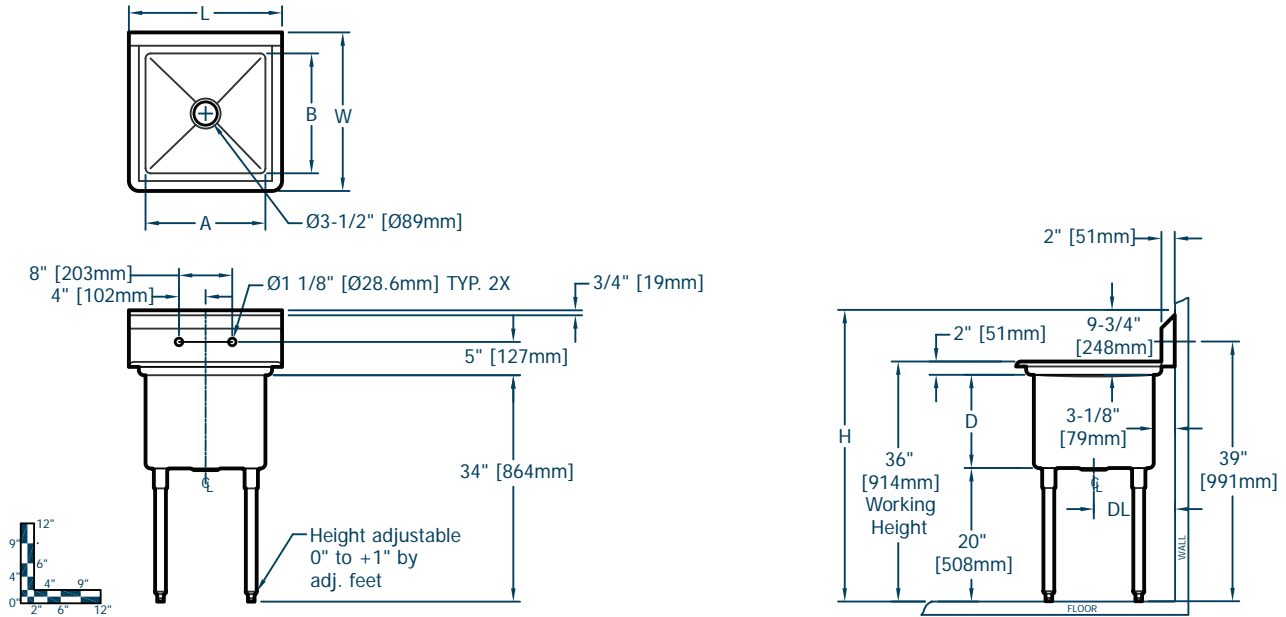 L
B
W
A
Ø3-1/2" [Ø89mm]
8" [203mm]
4" [102mm]
Ø1 1/8" [Ø28.6mm] TYP. 2X
3/4" [19mm]
5" [127mm]
34" [864mm]
℄
Height adjustable
0" to +1" by
adj. feet
12"
9"
6"
4"
0"
4"
9"
2"
6"
12"
2" [51mm]
2" [51mm]
9-3/4"
[248mm]
H
D
3-1/8"
[79mm]
36"
[914mm]
Working
Height
39"
[991mm]
℄
DL
20"
[508mm]
WALL
FLOOR